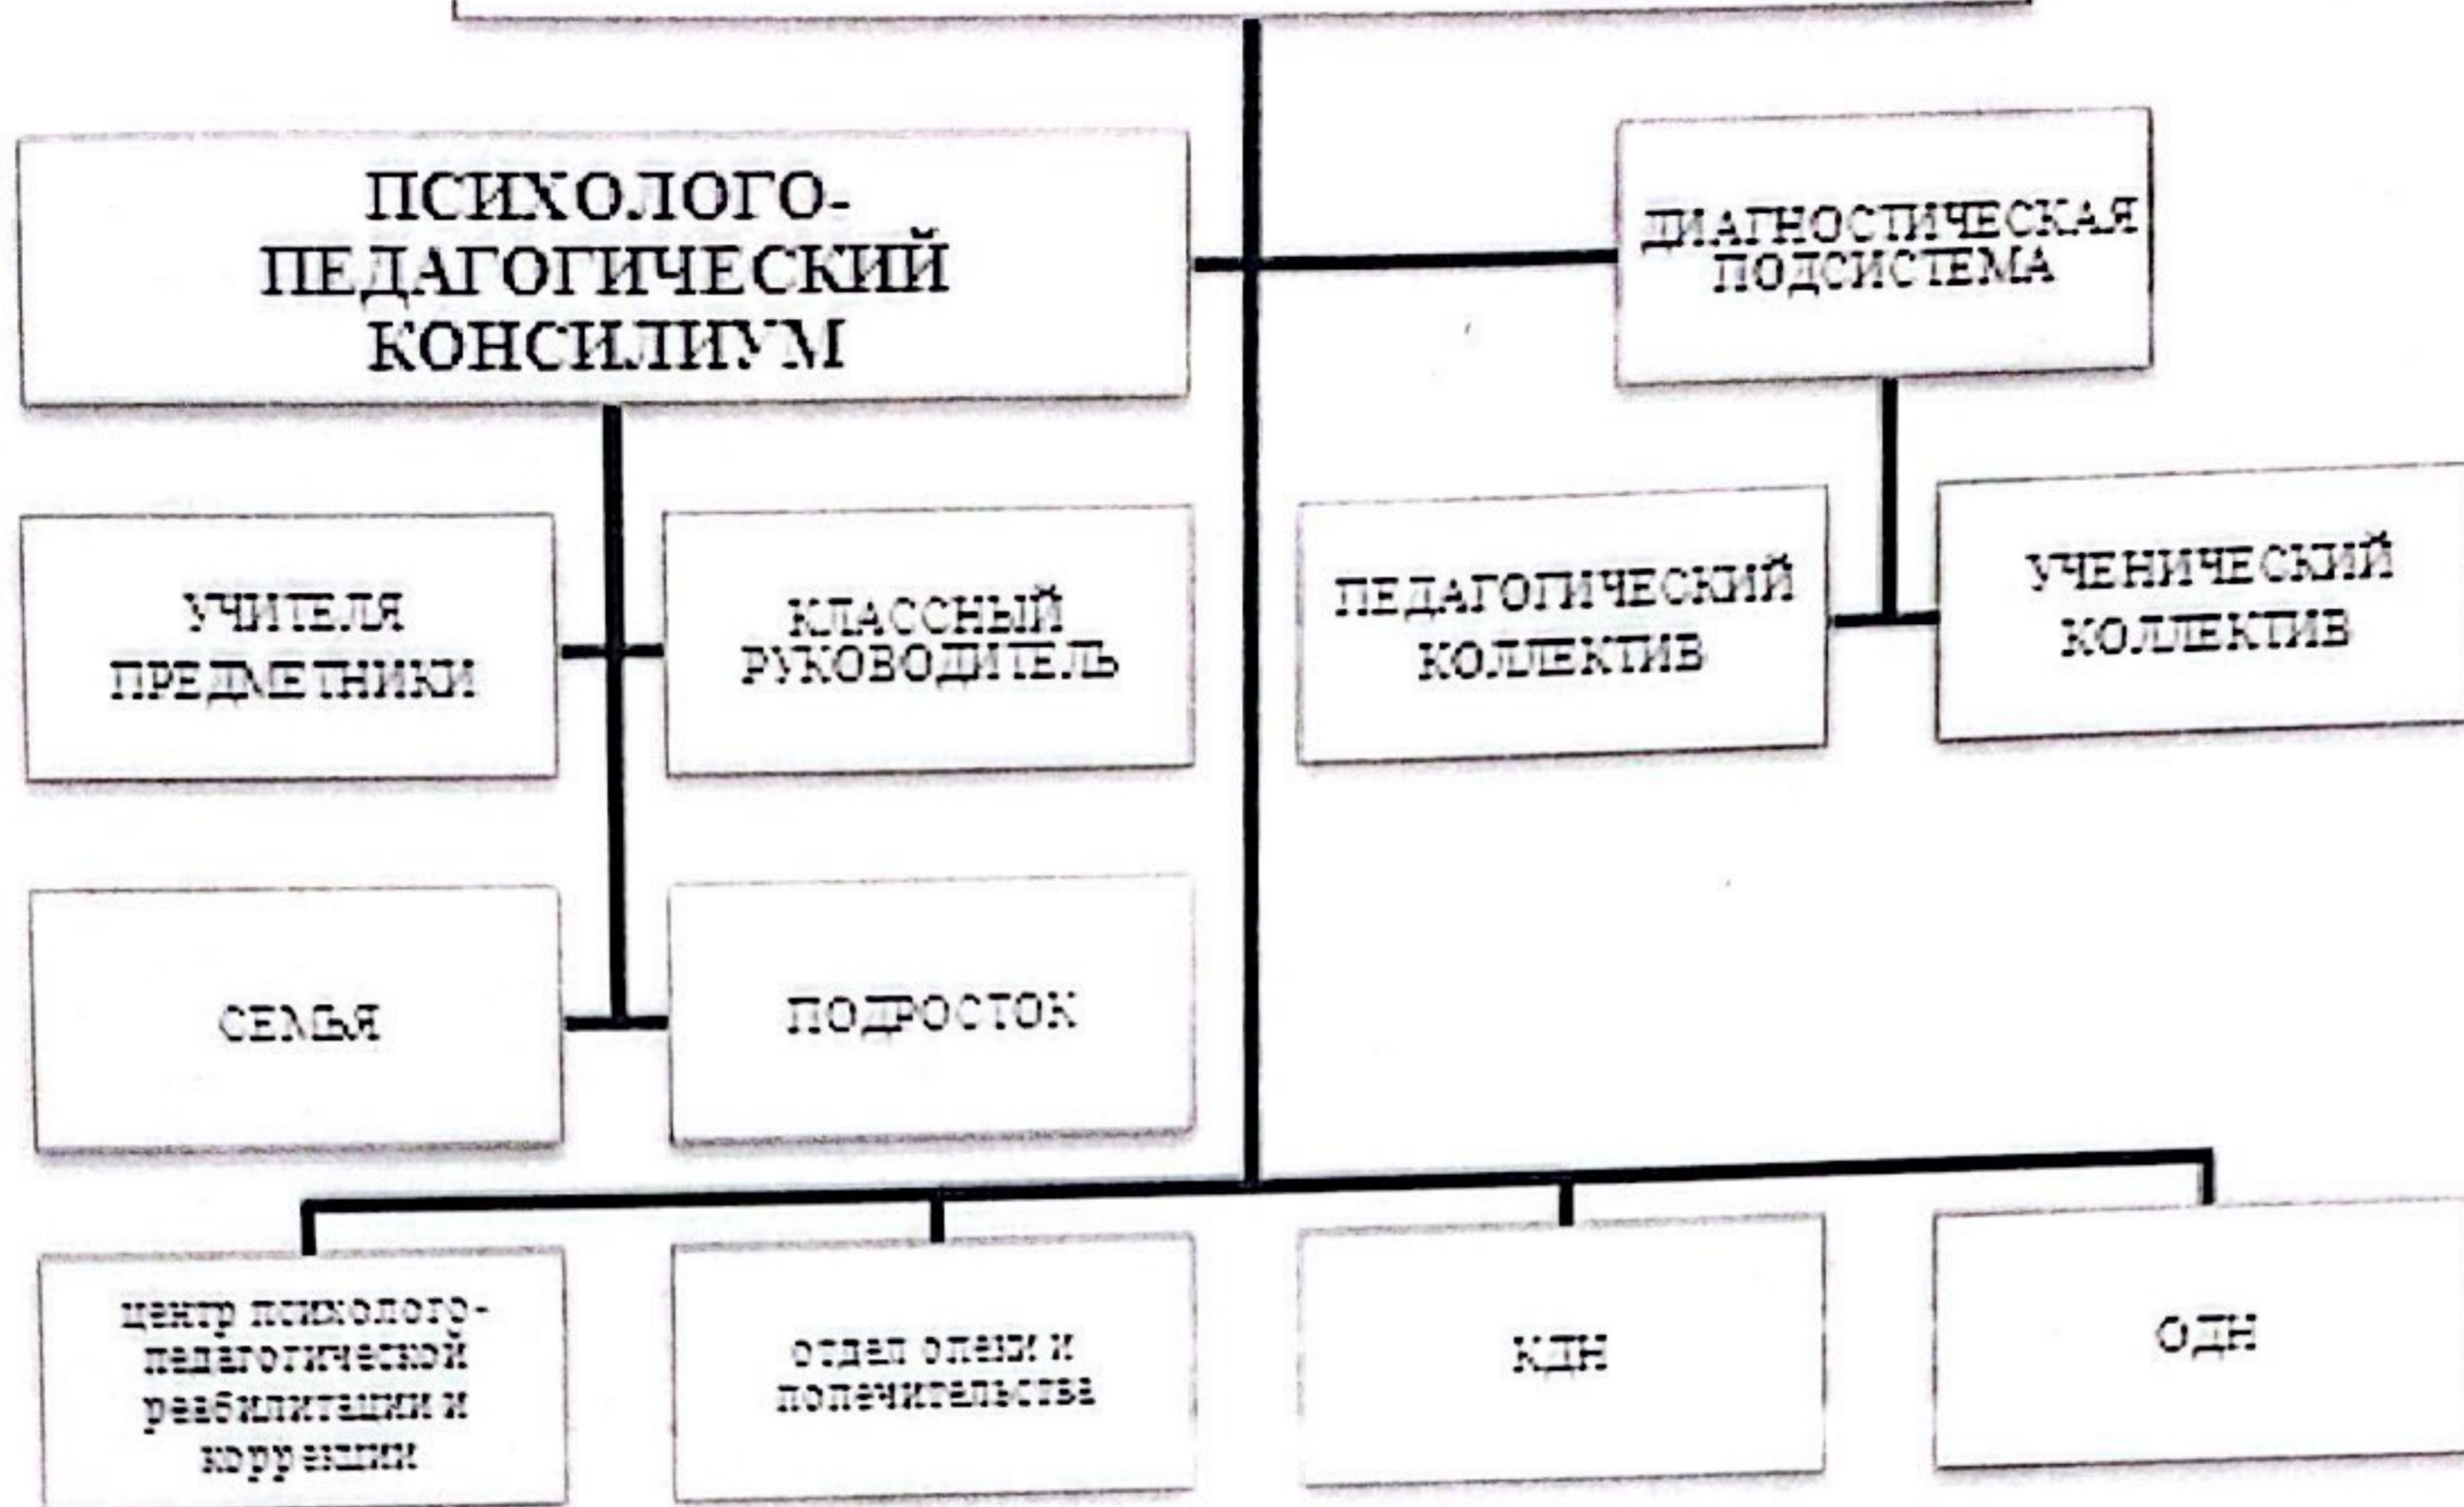 ПСИХОЛОГО-
ПЕДАГОГИЧЕСКИЙ
КОНСИЛИУМ
ДИАГНОСТИЧЕСКАЯ
ПОДСИСТЕМА
УЧИТЕЛЯ
ПРЕДМЕТНИКИ
КЛАССНЫЙ
РУКОВОДИТЕЛЬ
ПЕДАГОГИЧЕСКИЙ
КОЛЛЕКТИВ
УЧЕНИЧЕСКИЙ
КОЛЛЕКТИВ
СЕМЬЯ
ПОДРОСТОК
центр психолого-
педагогической
реабилитации и
коррекции
отдел опеки и
попечительства
КДН
ОДН